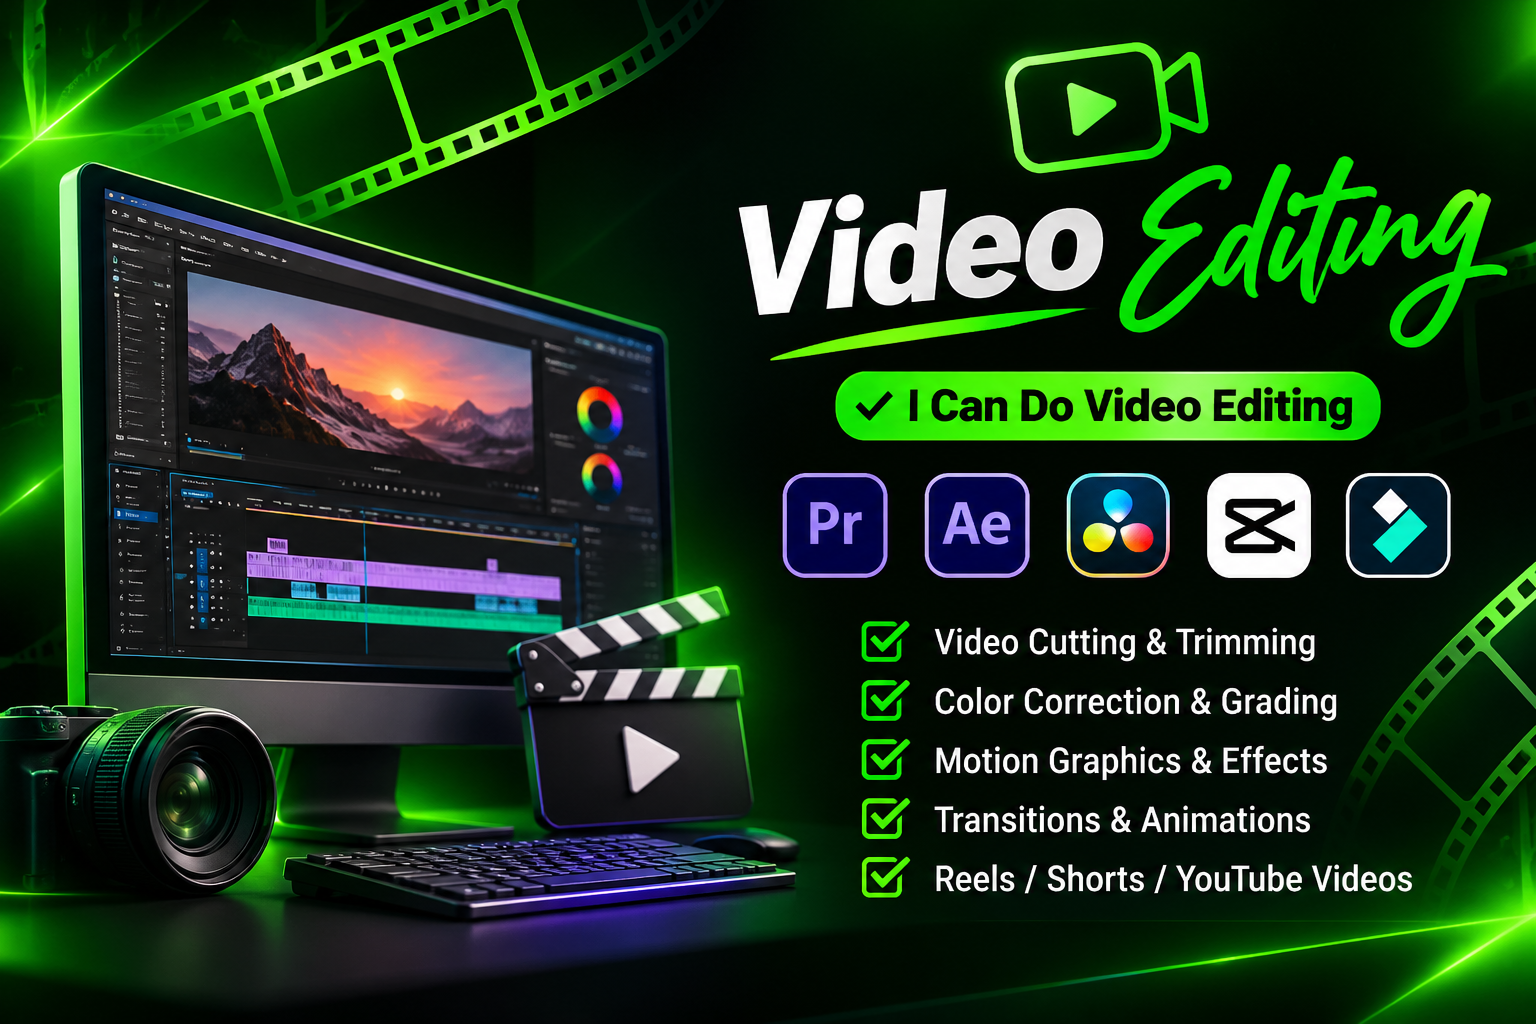 Video Editing
I Can Do Video Editing
Pr Ae
Video Cutting & Trimming
Color Correction & Grading
Motion Graphics & Effects
Transitions & Animations
Reels / Shorts / YouTube Videos